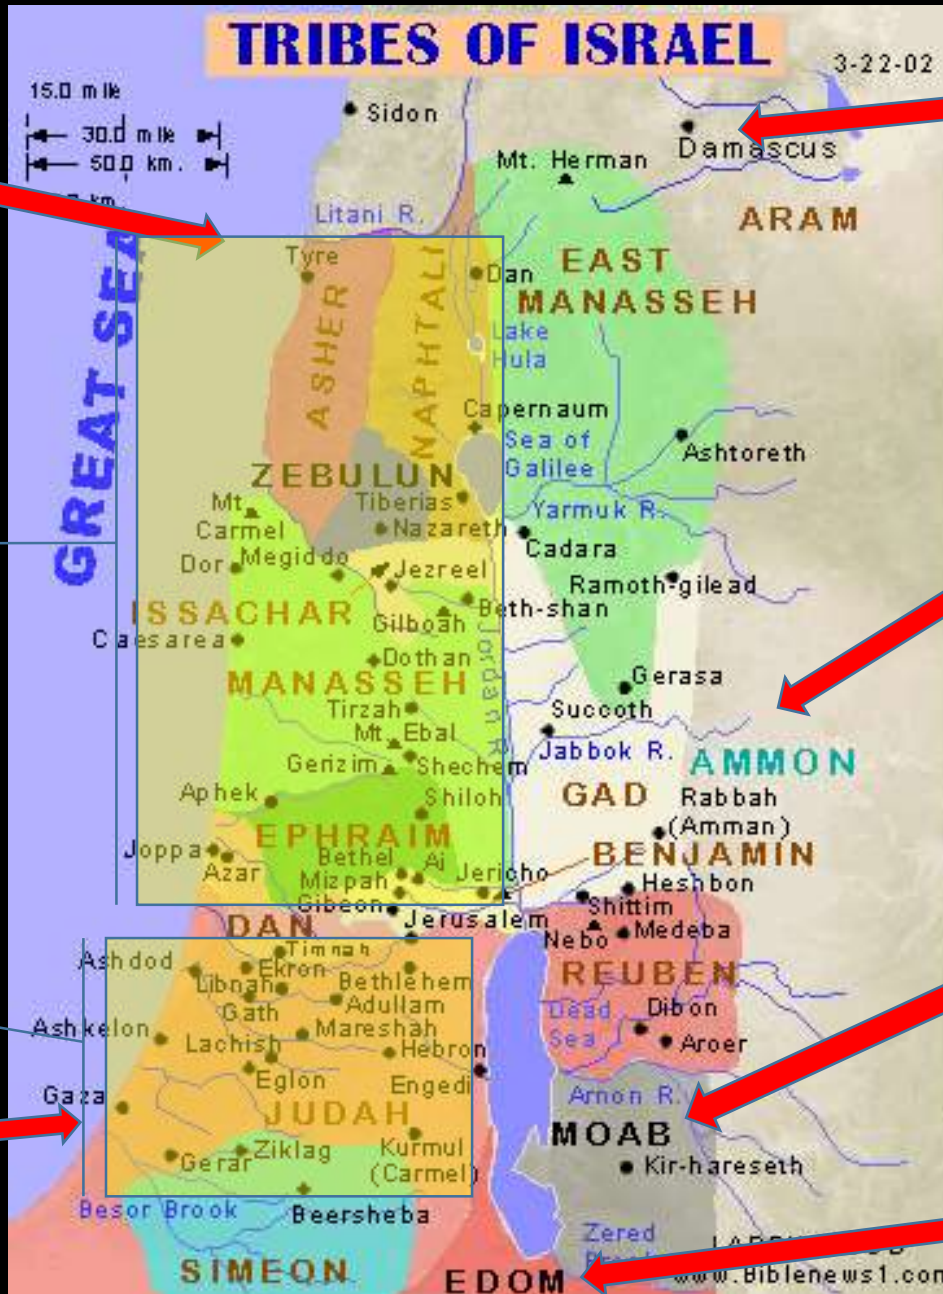 TRIBES OF ISRAEL
3-22-02
15.0 mile
30.0 mile
50.0 km.
km.
Sidon
Damascus
Mt. Herman
ARAM
Litani R.
Tyre
Dan
EAST
MANASSEH
ASHER
NAPHTALI
Lake
Hula
GREAT SEA
Capernaum
Sea of
Galilee
Ashtoreth
ZEBULUN
Tiberias
Mt.
Carmel
Nazareth
Yarmuk R.
Cadara
Dor
Megiddo
Jezreel
Ramoth-gilead
ISSACHAR
Gilboah
Beth-shan
Caesarea
Dothan
Jordan R.
MANASSEH
Gerasa
Tirzah
Succoth
Mt. Ebal
Jabbok R.
AMMON
Gerizim
Shechem
Aphek
Shiloh
GAD
Rabbah
(Amman)
EPHRAIM
Joppa
Azar
Bethel
Ai
BENJAMIN
Mizpah
Jericho
Heshbon
Gibeon
Shittim
DAN
Jerusalem
Nebo
Medeba
Timnah
Ashdod
Ekron
Bethlehem
REUBEN
Libnah
Adullam
Gath
Dead
Sea
Dibon
Ashkelon
Mareshah
Aroer
Lachish
Hebron
Eglon
Engedi
Gaza
JUDAH
Arnon R.
MOAB
Gerar
Ziklag
Kurmul
(Carmel)
Kir-hareseth
Besor Brook
Beersheba
Zered
SIMEON
EDOM
www.Biblenews1.com